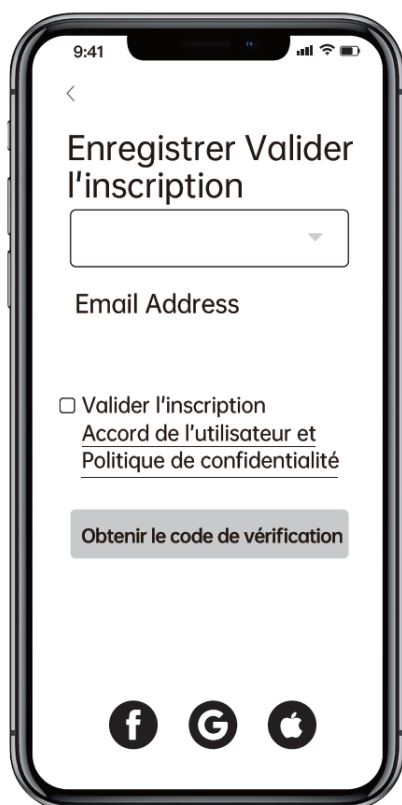 9:41
Enregistrer Valider
l'inscription
Email Address
Valider l'inscription
Accord de l'utilisateur et
Politique de confidentialité
Obtenir le code de vérification